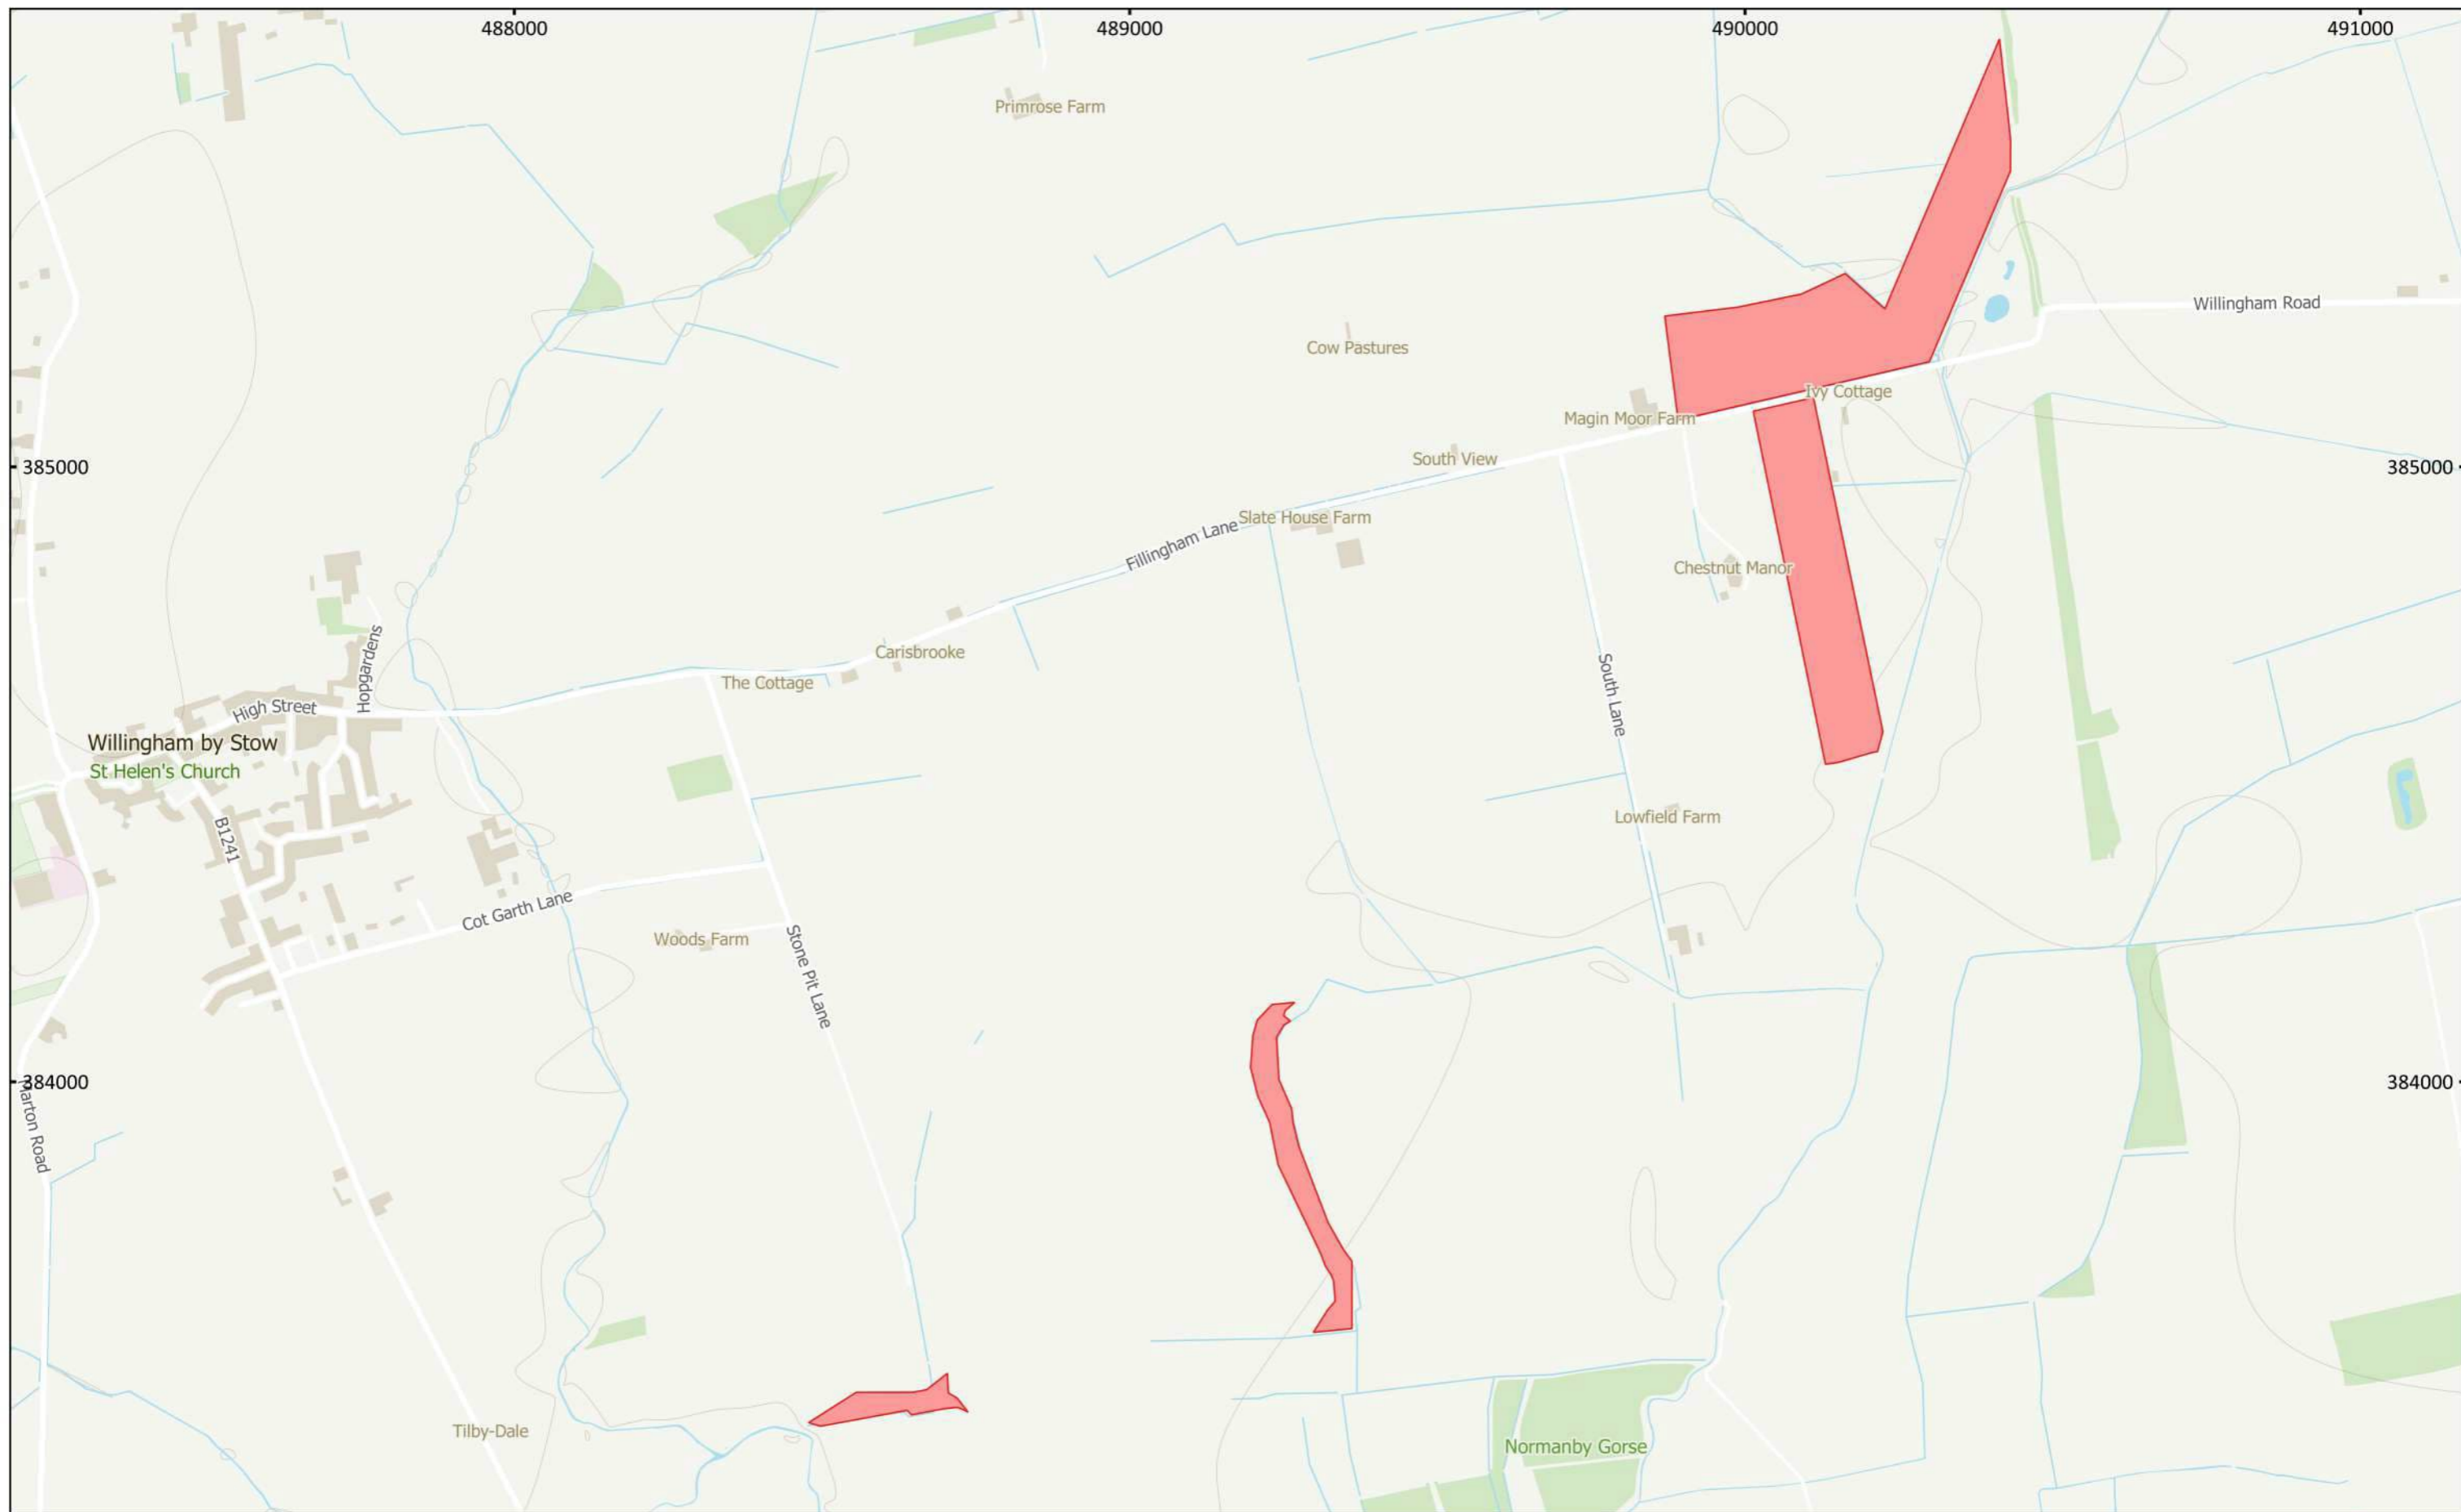 488000
489000
490000
491000
Primrose Farm
Willingham Road
Cow Pastures
Ivy Cottage
Magin Moor Farm
South View
385000
385000
Slate House Farm
Fillingham Lane
Chestnut Manor
Hopgardens
Carisbrooke
South Lane
The Cottage
High Street
Willingham by Stow
St Helen's Church
Lowfield Farm
B1241
Cot Garth Lane
Woods Farm
Stone Pit Lane
384000
384000
Marton Road
Tilby-Dale
Normanby Gorse